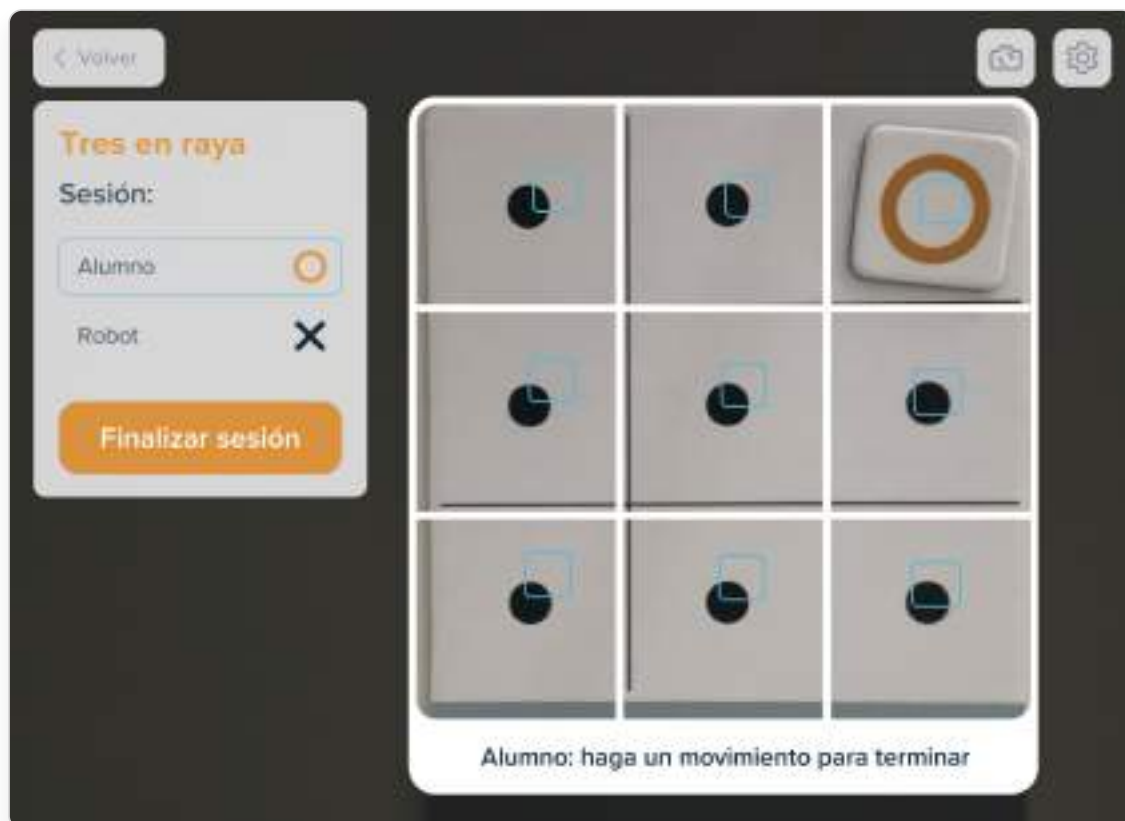 Volver
Tres en raya
Sesión:
Alumno
Robot
Finalizar sesión
Alumno: haga un movimiento para terminar